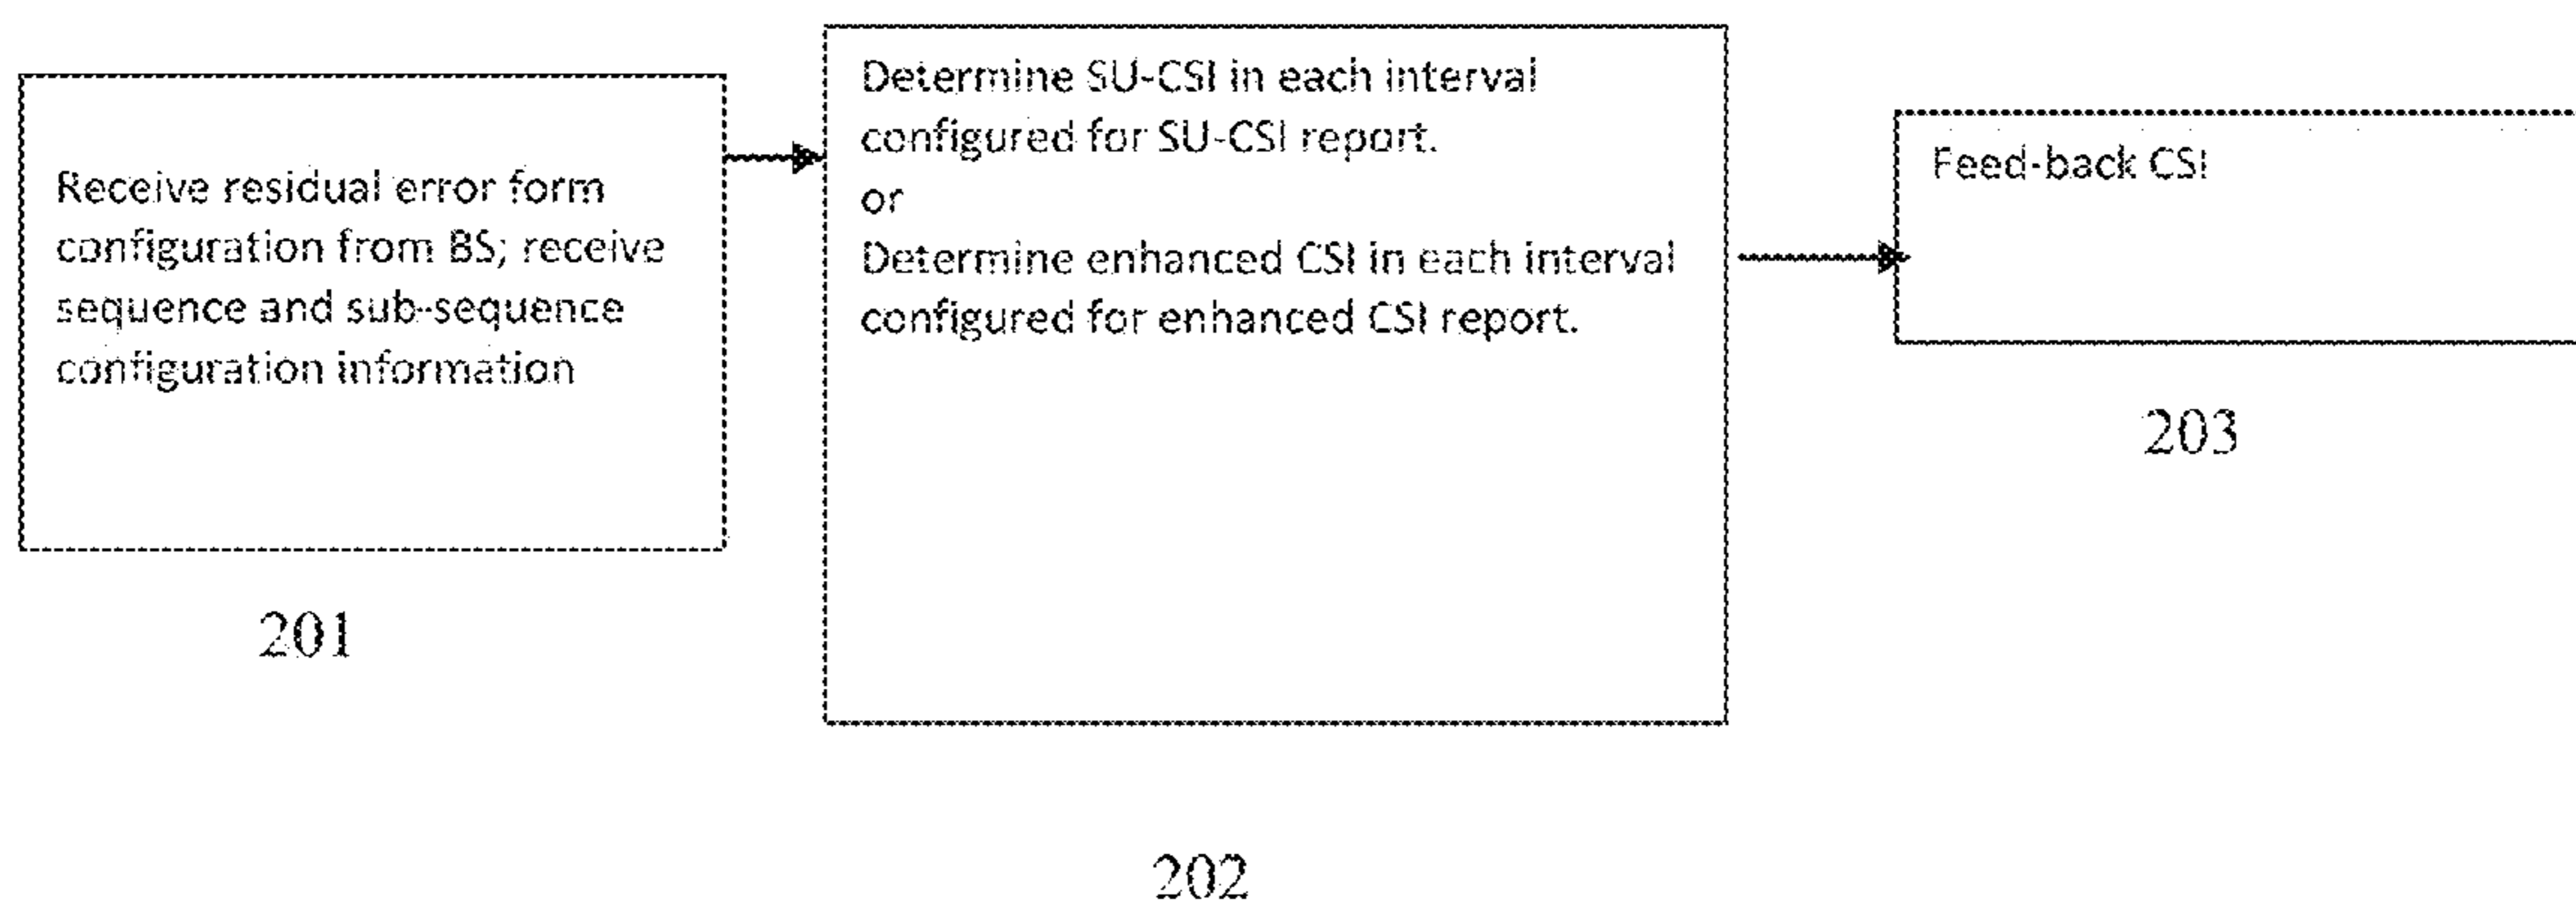 Receive residual error form
configuration from BS; receive
sequence and sub-sequence
configuration information
201
Determine SU-CSI in each interval
configured for SU-CSI report.
or
Determine enhanced CSI in each interval
configured for enhanced CSI report.
202
Feed-back CSI
203